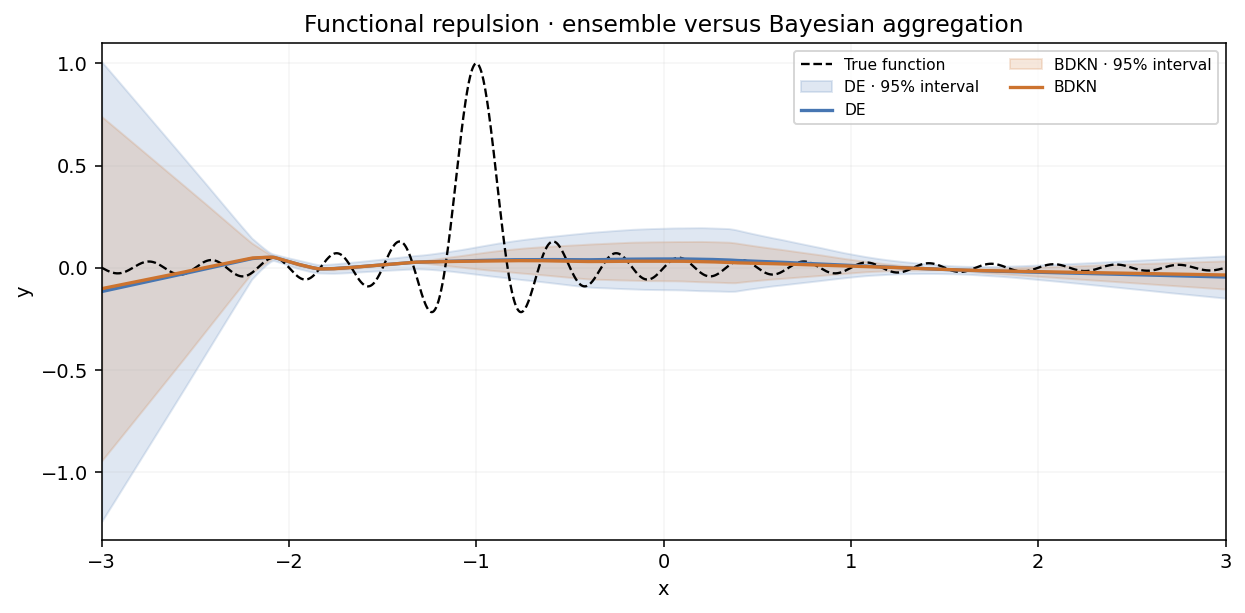 Functional repulsion · ensemble versus Bayesian aggregation
True function
DE · 95% interval
DE
BDKN · 95% interval
BDKN
y
1.0
0.5
0.0
−0.5
−1.0
−3 −2 −1 0 1 2 3
x